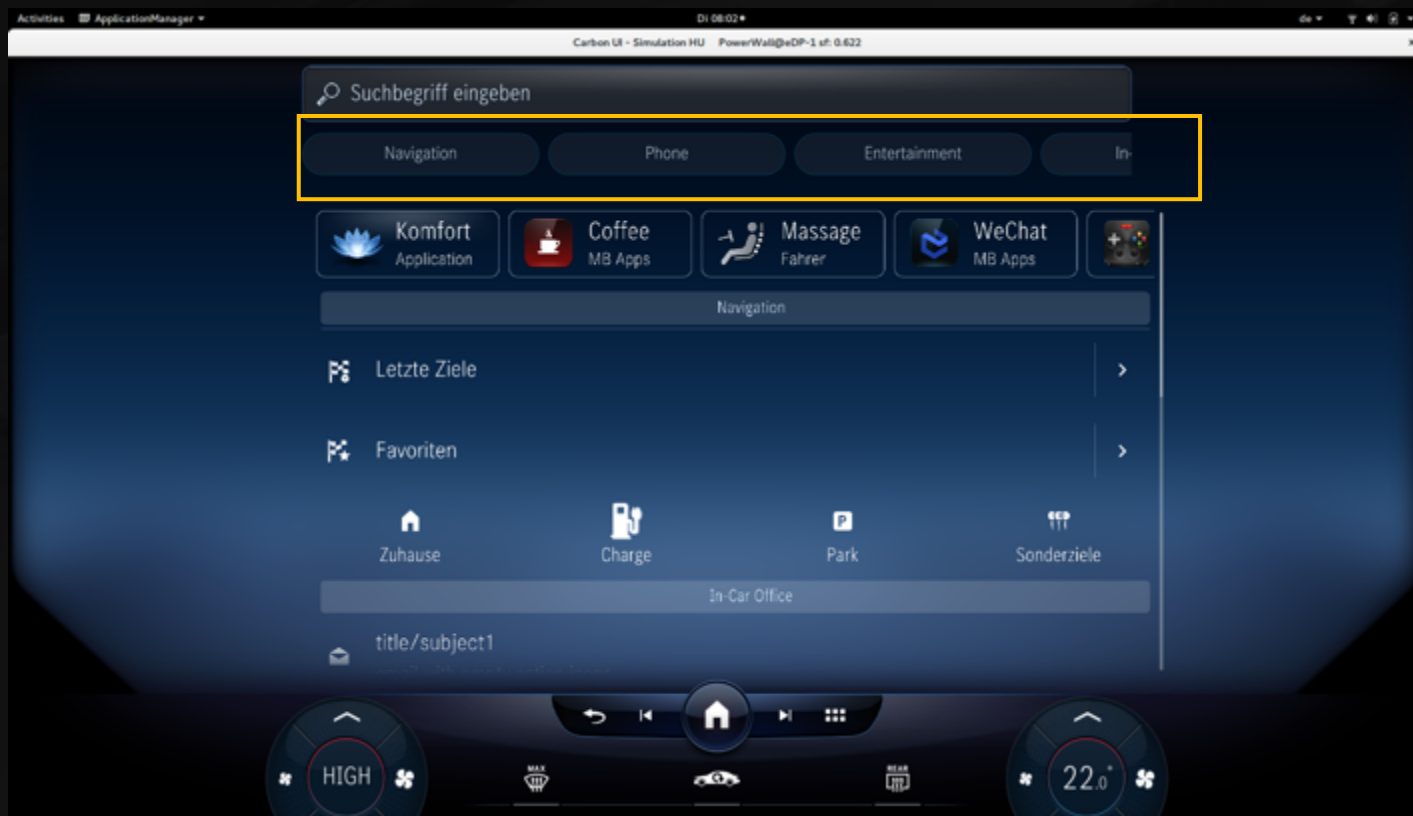 Activities ApplicationManager
Di 08:02
de
Carbon UI - Simulation HU PowerWall@eDP-1 sf: 0.622
Suchbegriff eingeben
Navigation Phone Entertainment In-
Komfort Coffee Massage WeChat
Application MB Apps Fahrer MB Apps
Navigation
Letzte Ziele
Favoriten
P
Zuhause Charge Park Sonderziele
In-Car Office
title/subject1
MAX REAR
HIGH 22.0°